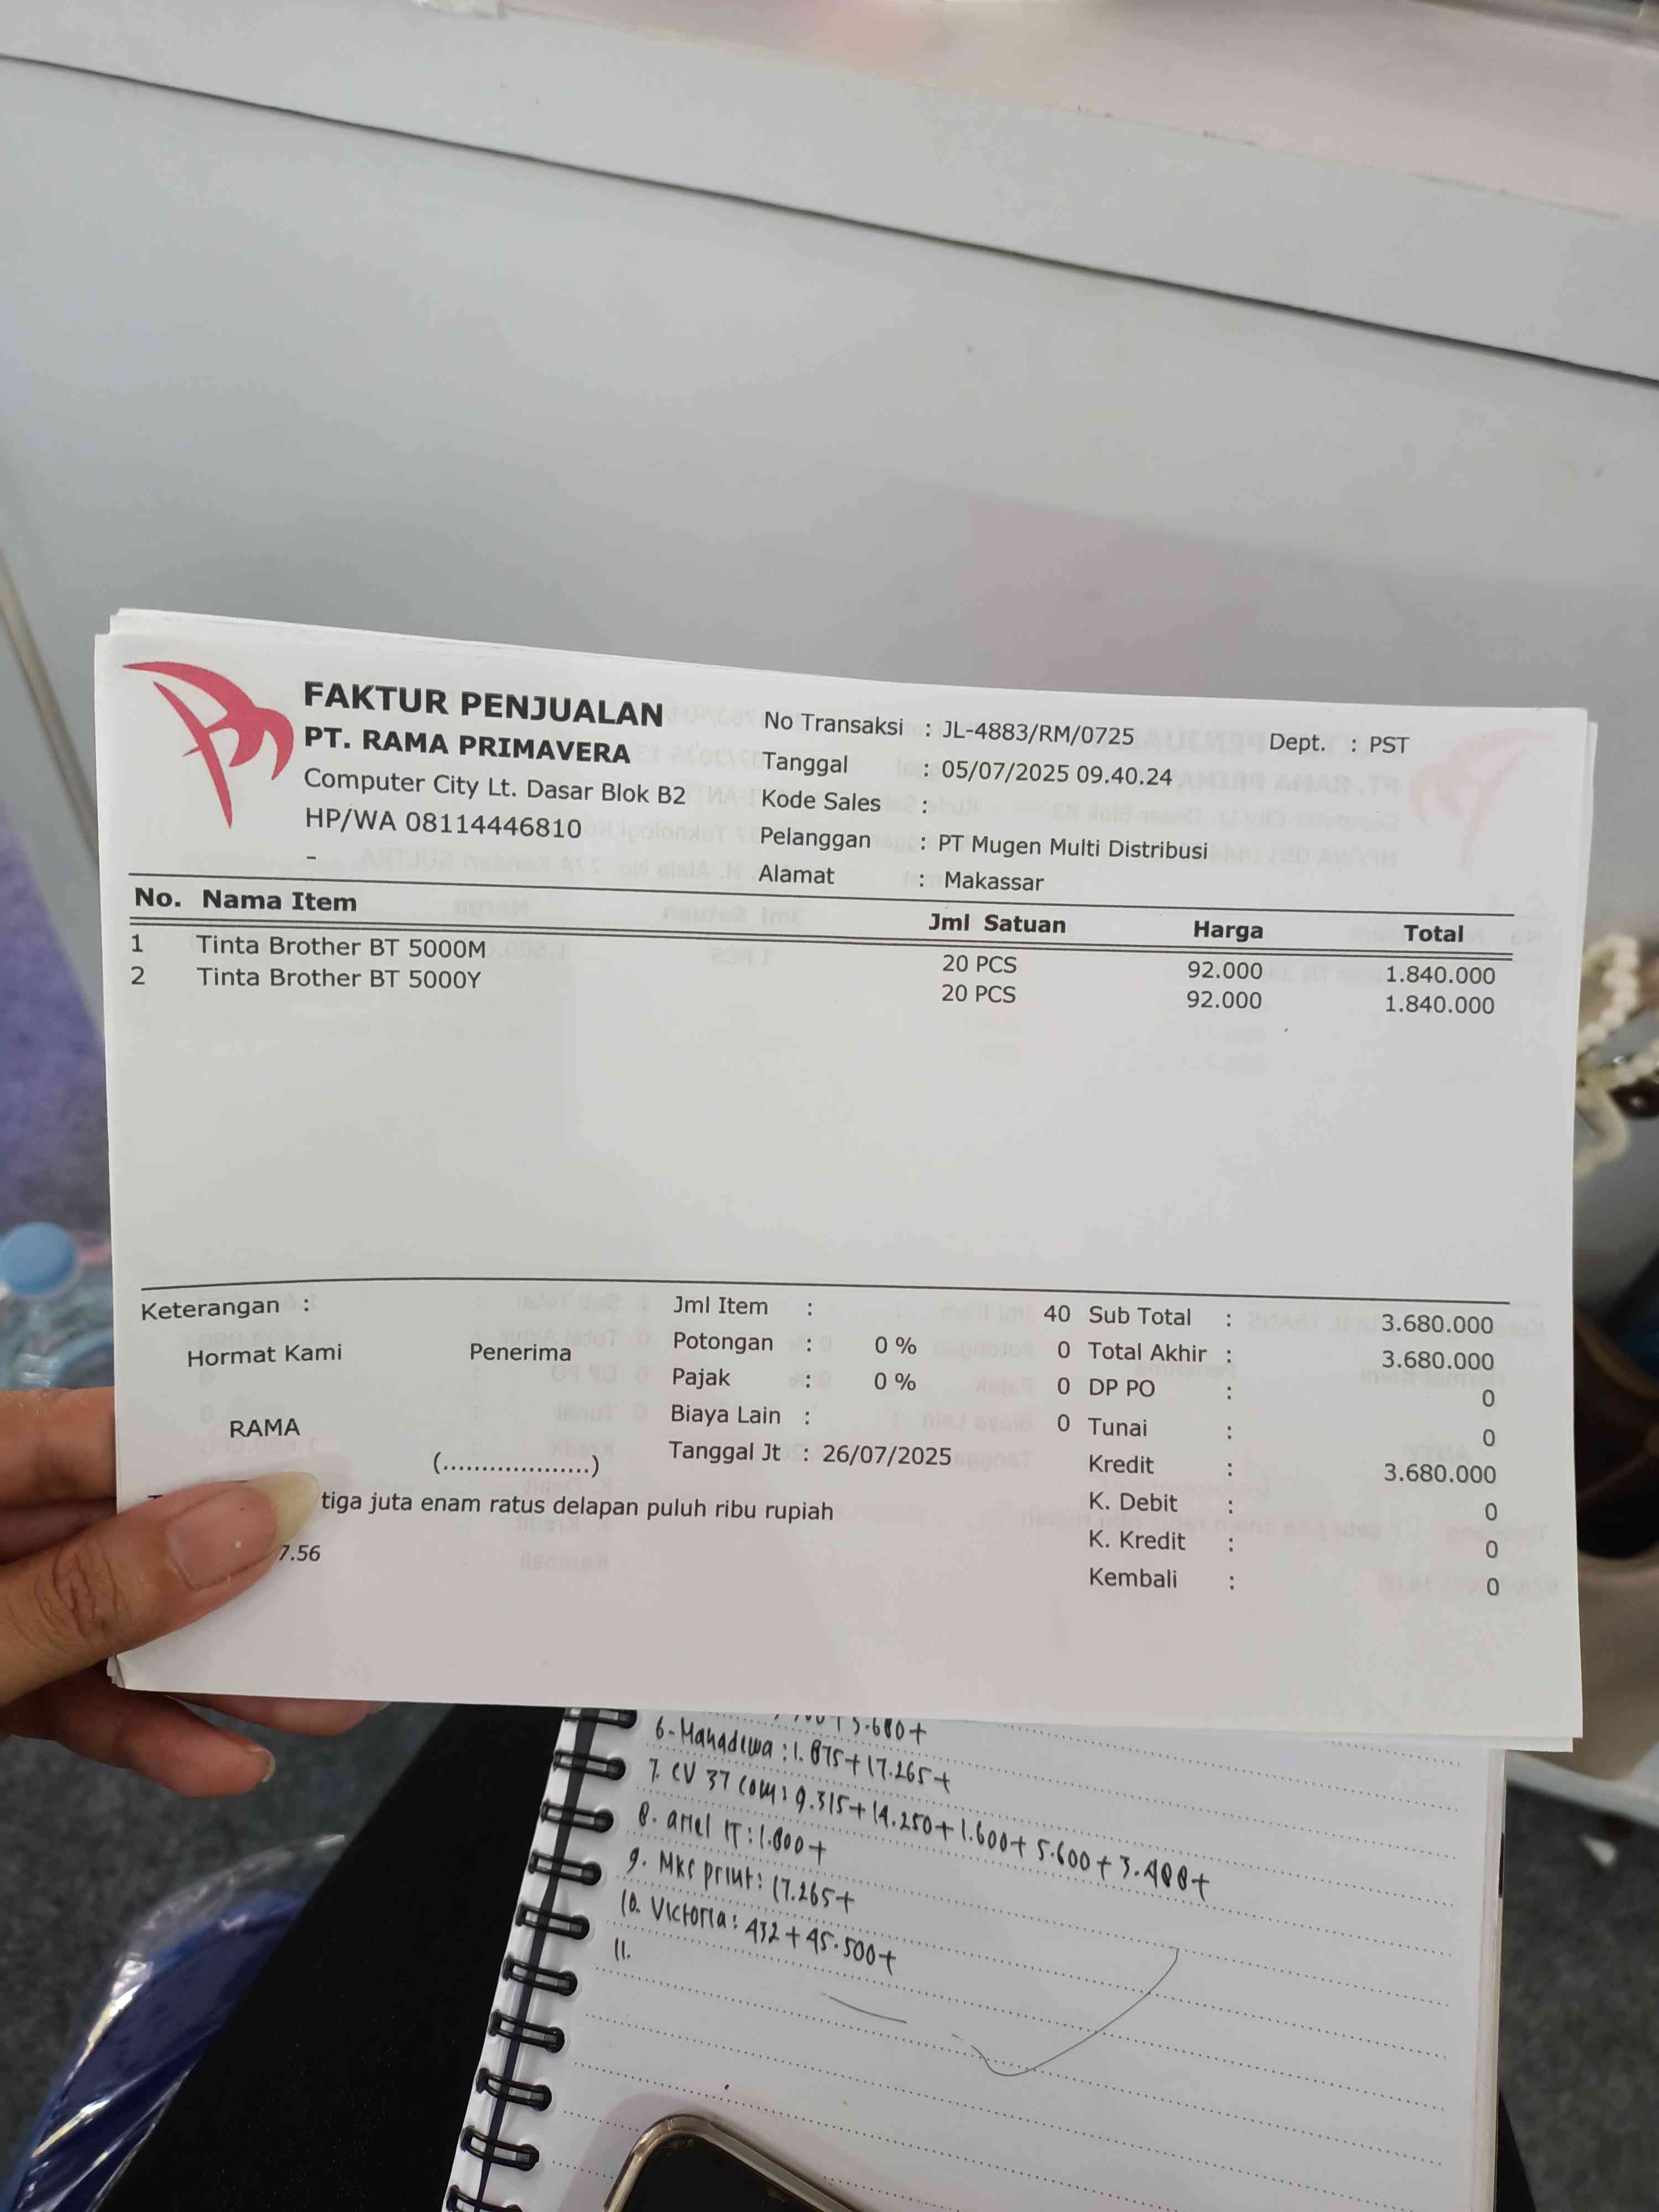 FAKTUR PENJUALAN
PT. RAMA PRIMAVERA
Computer City Lt. Dasar Blok B2
HP/WA 08114446810
-
No Transaksi : JL-4883/RM/0725 Dept. : PST
Tanggal : 05/07/2025 09.40.24
Kode Sales :
Pelanggan : PT Mugen Multi Distribusi
Alamat : Makassar
No. Nama Item Jml Satuan Harga Total
1 Tinta Brother BT 5000M 20 PCS 92.000 1.840.000
2 Tinta Brother BT 5000Y 20 PCS 92.000 1.840.000
Keterangan :
Hormat Kami Penerima
RAMA
(...................)
Jml Item : 40
Potongan : 0 % 0
Pajak : 0 % 0
Biaya Lain : 0
Tanggal Jt : 26/07/2025
Sub Total : 3.680.000
Total Akhir : 3.680.000
DP PO : 0
Tunai : 0
Kredit : 3.680.000
K. Debit : 0
K. Kredit : 0
Kembali : 0
tiga juta enam ratus delapan puluh ribu rupiah
7.56
5.680+
6. Mahadewa : 1.875+17.265+
7. CV 37 com : 9.315+14.250+1.600+5.600+3.400+
8. ariel IT : 1.800+
9. Mks print : 17.265+
10. Victoria : 432+45.500+
11.